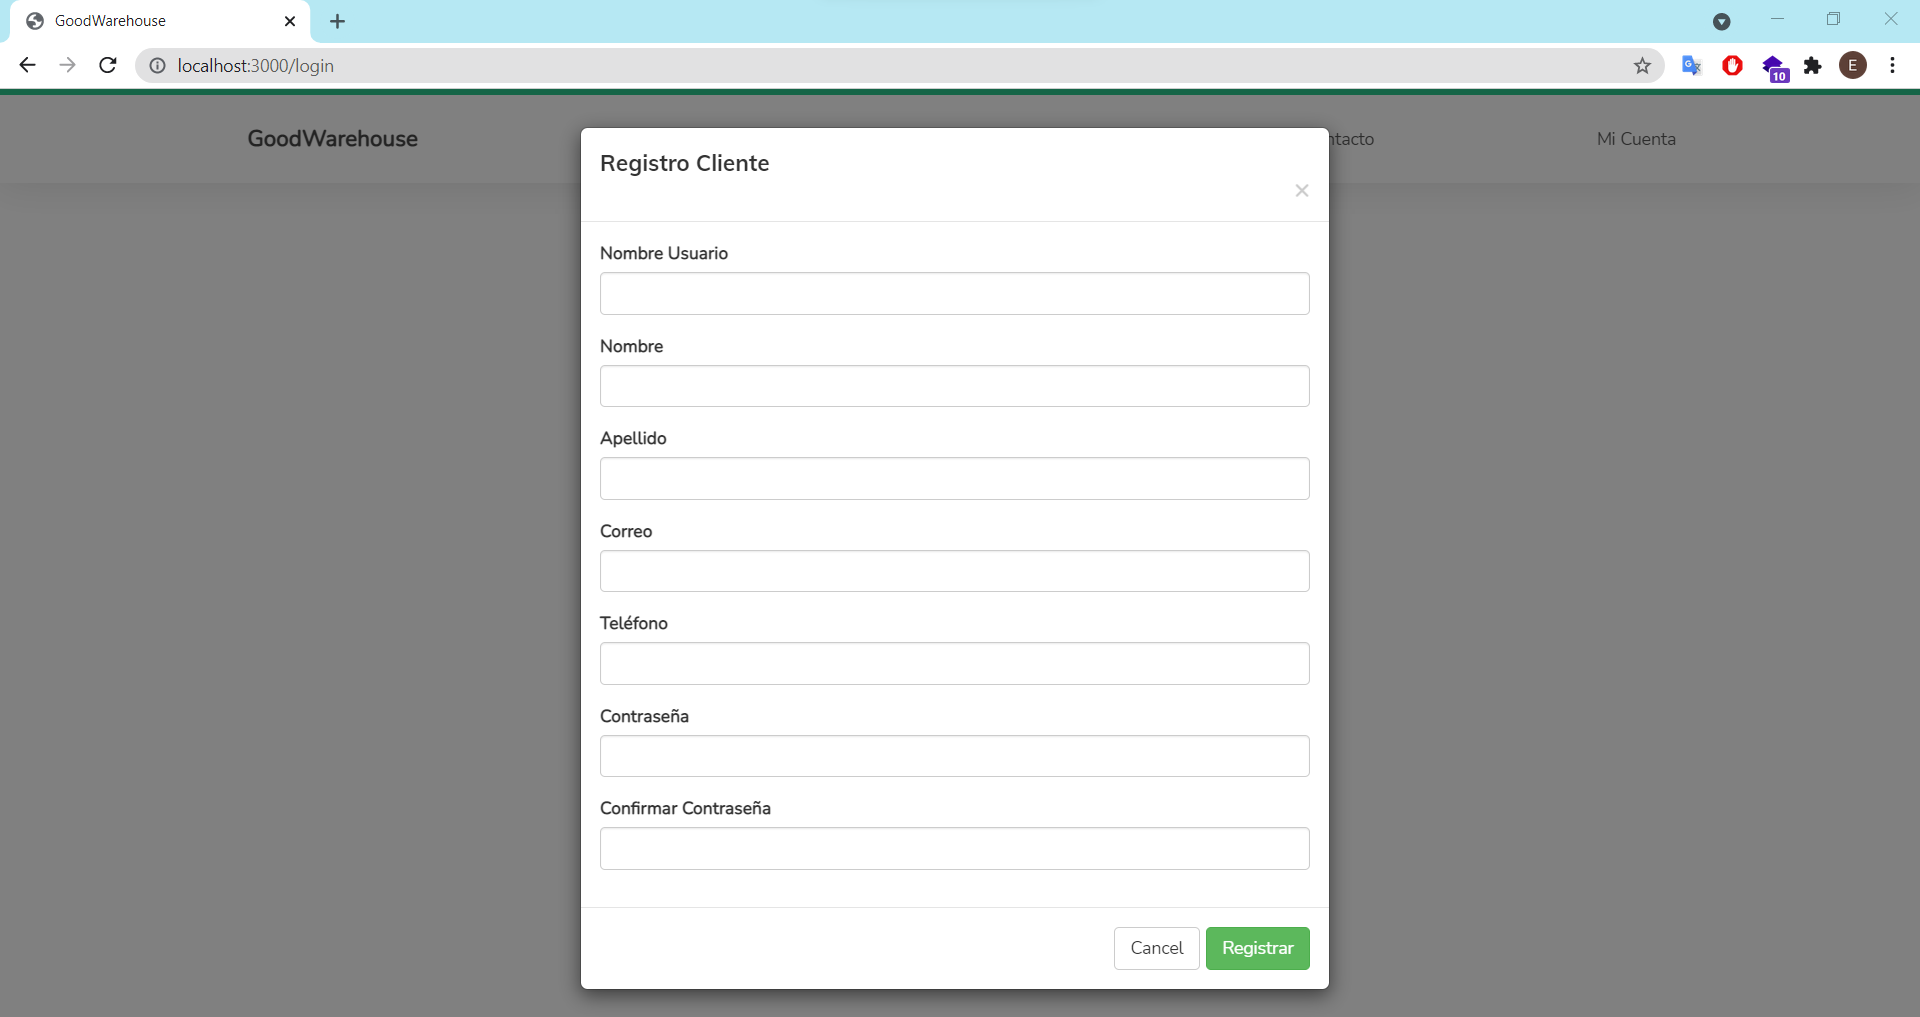 GoodWarehouse
localhost:3000/login
10
E
GoodWarehouse
ntacto
Mi Cuenta
Registro Cliente
Nombre Usuario
Nombre
Apellido
Correo
Teléfono
Contraseña
Confirmar Contraseña
Cancel
Registrar